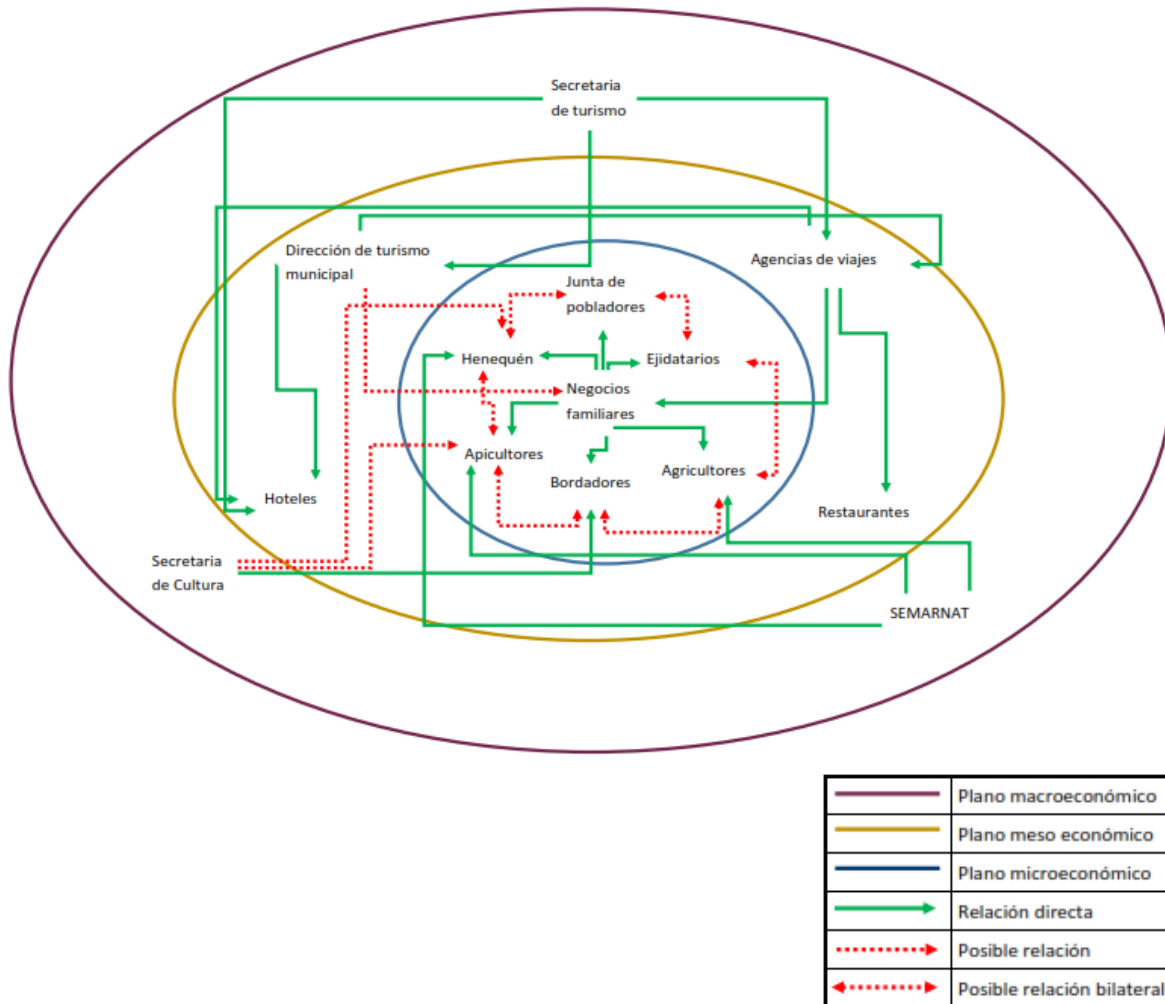 Secretaria
de turismo
Dirección de turismo
municipal
Agencias de viajes
Junta de
pobladores
Henequén
Ejidatarios
Negocios
familiares
Apicultores
Bordadores
Agricultores
Hoteles
Restaurantes
Secretaria
de Cultura
SEMARNAT
Plano macroeconómico
Plano meso económico
Plano microeconómico
Relación directa
Posible relación
Posible relación bilateral